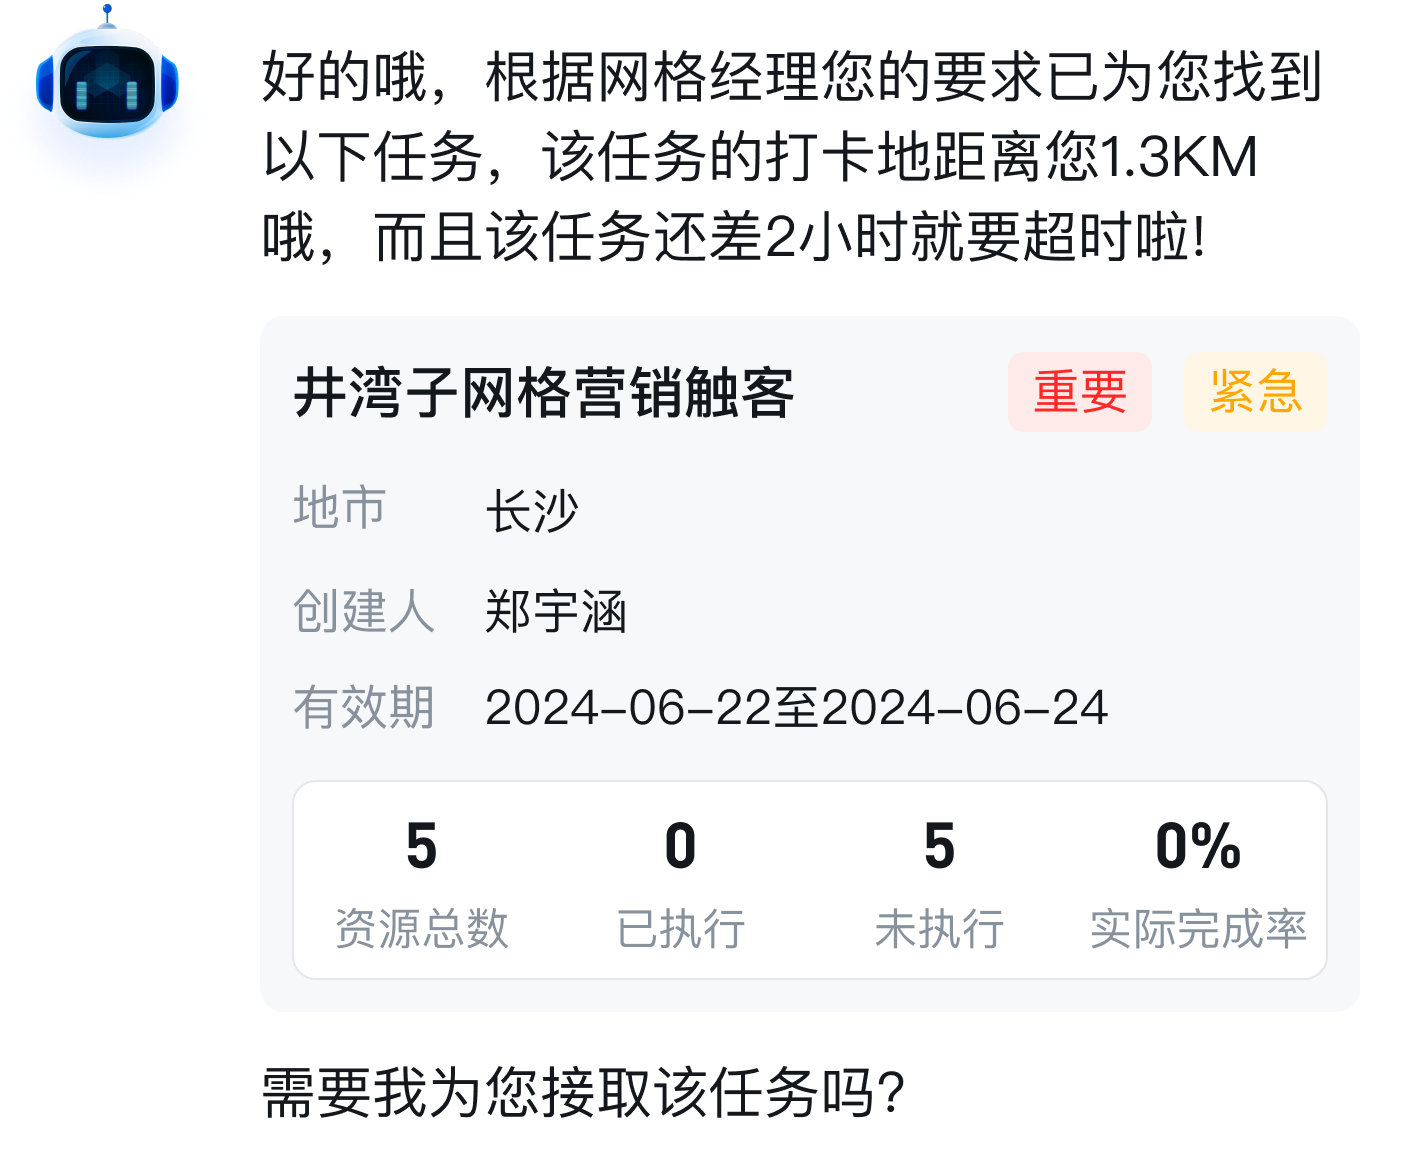 好的哦，根据网格经理您的要求已为您找到
以下任务，该任务的打卡地距离您1.3KM
哦，而且该任务还差2小时就要超时啦!
井湾子网格营销触客 重要 紧急
地市 长沙
创建人 郑宇涵
有效期 2024-06-22至2024-06-24
5 0 5 0%
资源总数 已执行 未执行 实际完成率
需要我为您接取该任务吗?